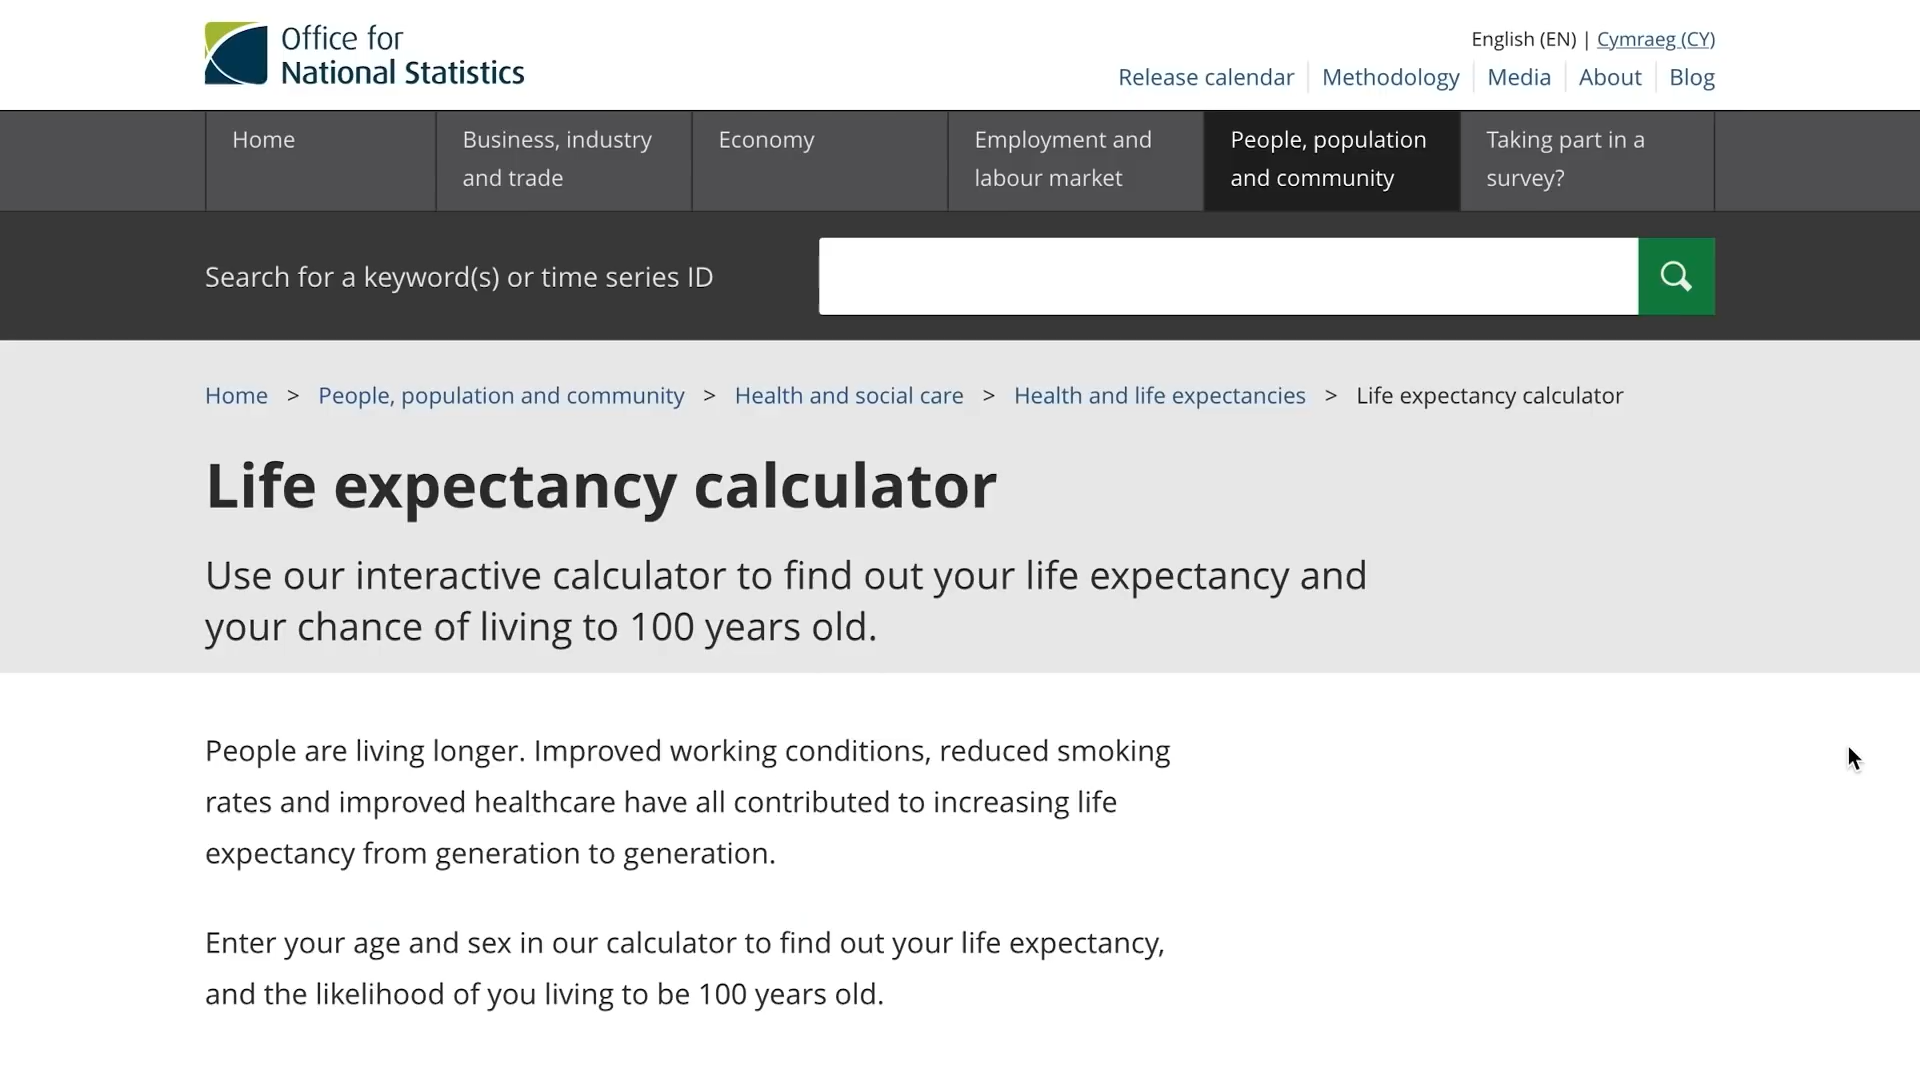 Office for
National Statistics
English (EN) | Cymraeg (CY)
Release calendar
Methodology
Media
About
Blog
Home
Business, industry
and trade
Economy
Employment and
labour market
People, population
and community
Taking part in a
survey?
Search for a keyword(s) or time series ID
Home > People, population and community > Health and social care > Health and life expectancies > Life expectancy calculator
Life expectancy calculator
Use our interactive calculator to find out your life expectancy and
your chance of living to 100 years old.
People are living longer. Improved working conditions, reduced smoking
rates and improved healthcare have all contributed to increasing life
expectancy from generation to generation.
Enter your age and sex in our calculator to find out your life expectancy,
and the likelihood of you living to be 100 years old.